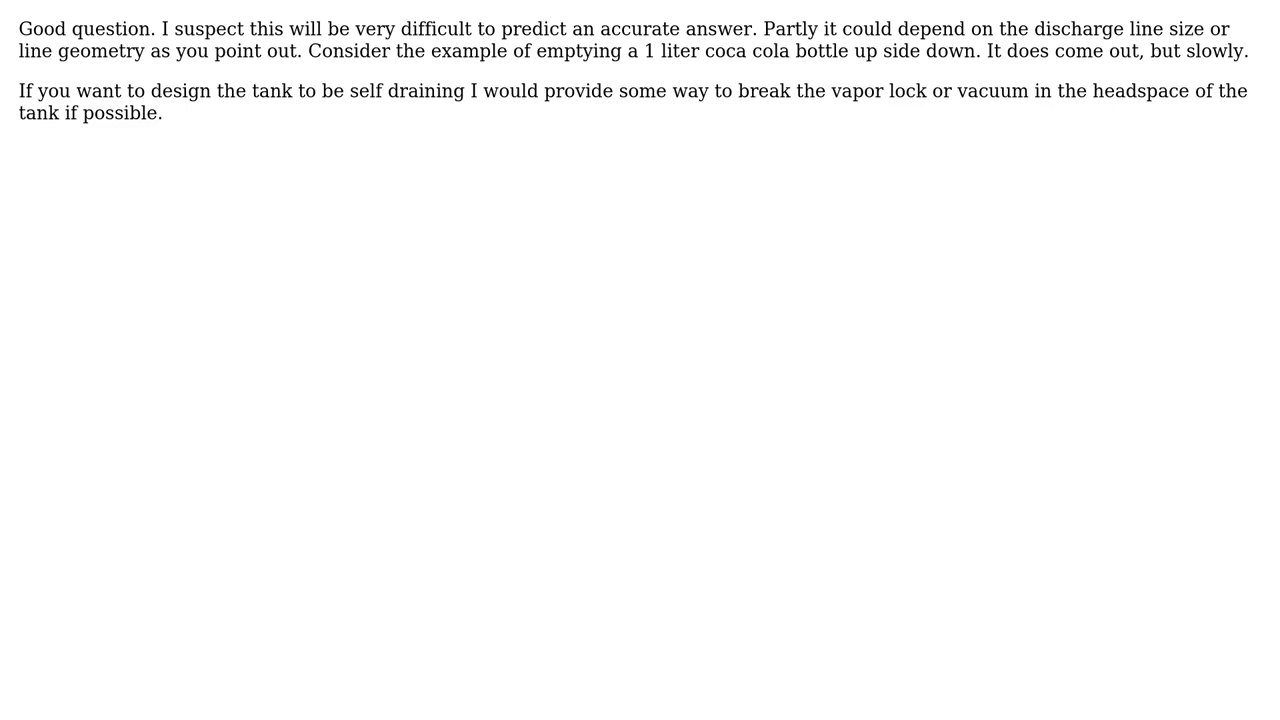 Good question. I suspect this will be very difficult to predict an accurate answer. Partly it could depend on the discharge line size or
line geometry as you point out. Consider the example of emptying a 1 liter coca cola bottle up side down. It does come out, but slowly.
If you want to design the tank to be self draining I would provide some way to break the vapor lock or vacuum in the headspace of the
tank if possible.